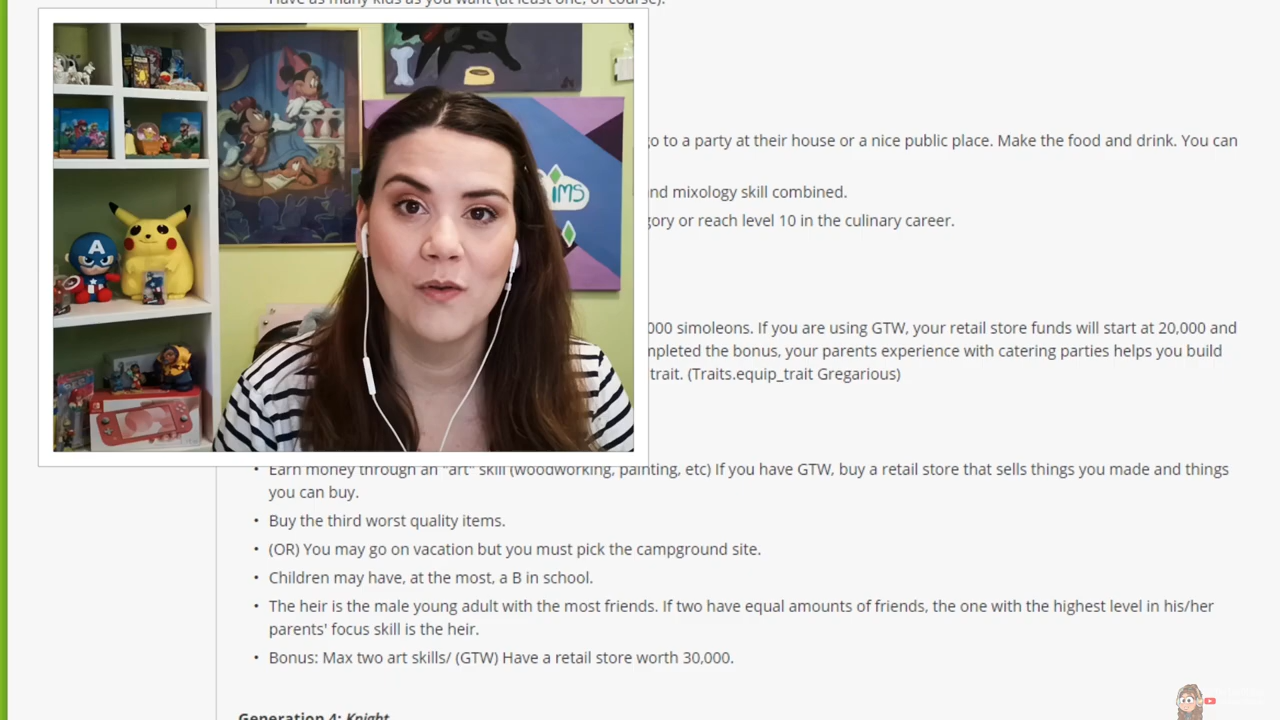 Have as many kids as you want (at least one, of course).
go to a party at their house or a nice public place. Make the food and drink. You can
nd mixology skill combined.
gory or reach level 10 in the culinary career.
000 simoleons. If you are using GTW, your retail store funds will start at 20,000 and
mpleted the bonus, your parents experience with catering parties helps you build
trait. (Traits.equip_trait Gregarious)
IMS
A
• Earn money through an "art" skill (woodworking, painting, etc) If you have GTW, buy a retail store that sells things you made and things
you can buy.
• Buy the third worst quality items.
• (OR) You may go on vacation but you must pick the campground site.
• Children may have, at the most, a B in school.
• The heir is the male young adult with the most friends. If two have equal amounts of friends, the one with the highest level in his/her
parents' focus skill is the heir.
• Bonus: Max two art skills/ (GTW) Have a retail store worth 30,000.
Generation 4: Knight